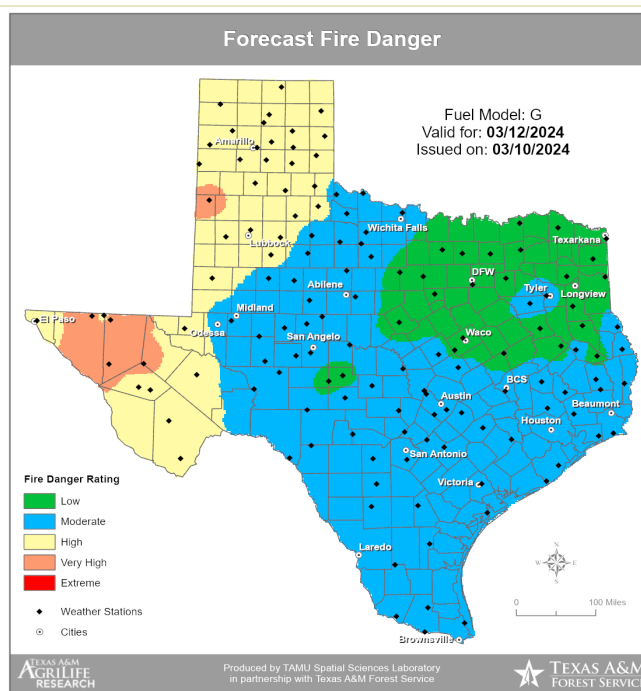 Forecast Fire Danger
Fuel Model: G
Valid for: 03/12/2024
Issued on: 03/10/2024
Amarillo
Lubbock
Wichita Falls
Texarkana
DFW
Abilene
Tyler
Longview
El Paso
Midland
Odessa
San Angelo
Waco
BCS
Austin
Beaumont
Houston
San Antonio
Victoria
Laredo
Brownsville
Fire Danger Rating
Low
Moderate
High
Very High
Extreme
Weather Stations
Cities
N
W E
S
0 100 Miles
TEXAS A&M
AGRILIFE
RESEARCH
Produced by TAMU Spatial Sciences Laboratory
in partnership with Texas A&M Forest Service
TEXAS A&M
FOREST SERVIC